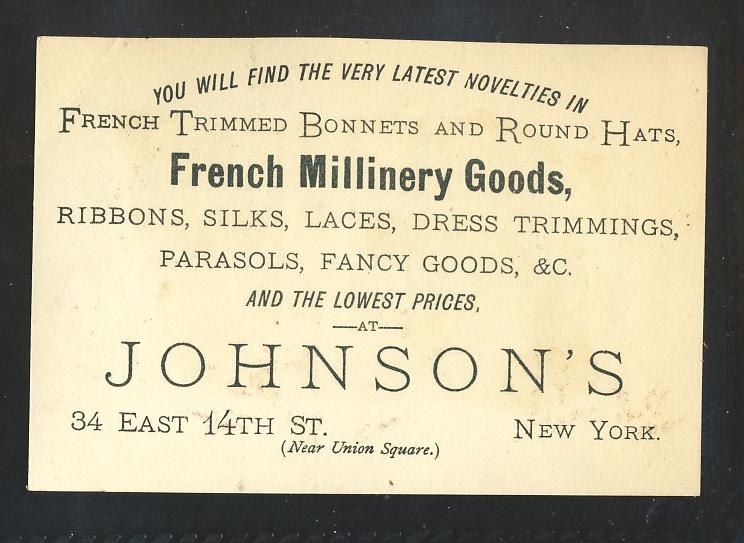 YOU WILL FIND THE VERY LATEST NOVELTIES IN
FRENCH TRIMMED BONNETS AND ROUND HATS,
French Millinery Goods,
RIBBONS, SILKS, LACES, DRESS TRIMMINGS,
PARASOLS, FANCY GOODS, &C.
AND THE LOWEST PRICES,
—AT—
JOHNSON'S
34 EAST 14TH ST. NEW YORK.
(Near Union Square.)